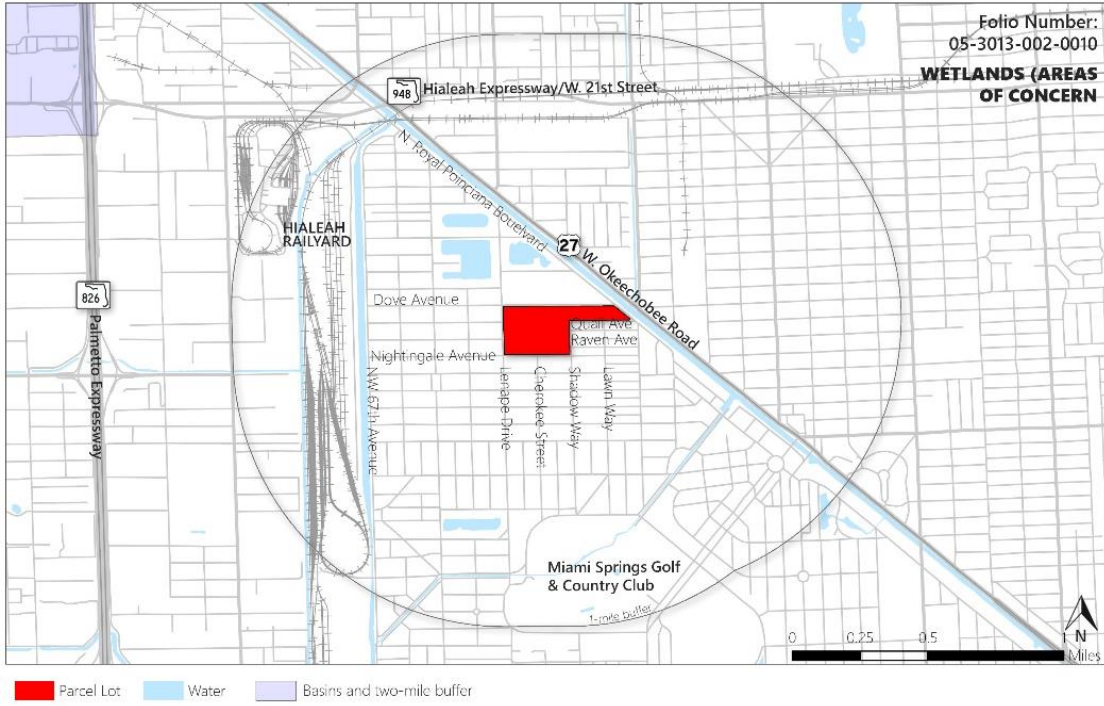 Folio Number:
05-3013-002-0010
WETLANDS (AREAS
OF CONCERN
948
Hialeah Expressway/W. 21st Street
N. Royal Poinciana Bouelvard
HIALEAH
RAILYARD
27
W. Okeechobee Road
826
Palmetto Expressway
Dove Avenue
Quail Ave
Raven Ave
Nightingale Avenue
NW 67th Avenue
Lenape Drive
Cherokee Street
Shadow Way
Lawn Way
Miami Springs Golf
& Country Club
1-mile buffer
N
0 0.25 0.5 1
Miles
Parcel Lot
Water
Basins and two-mile buffer